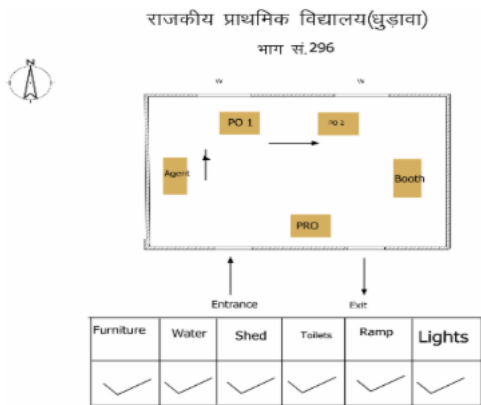 राजकीय प्राथमिक विद्यालय(धुड़ावा)
भाग सं.296
N
W W
PO 1 PO 2
Agent Booth
PRO
Entrance Exit
Furniture Water Shed Toilets Ramp Lights